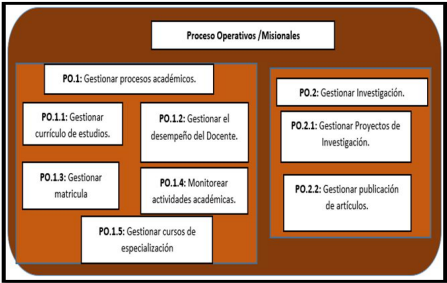 Proceso Operativos /Misionales
PO.1: Gestionar procesos académicos.
PO.1.1: Gestionar
currículo de estudios.
PO.1.2: Gestionar el
desempeño del Docente.
PO.1.3: Gestionar
matricula
PO.1.4: Monitorear
actividades académicas.
PO.1.5: Gestionar cursos de
especialización
PO.2: Gestionar Investigación.
PO.2.1: Gestionar Proyectos de
Investigación.
PO.2.2: Gestionar publicación
de artículos.